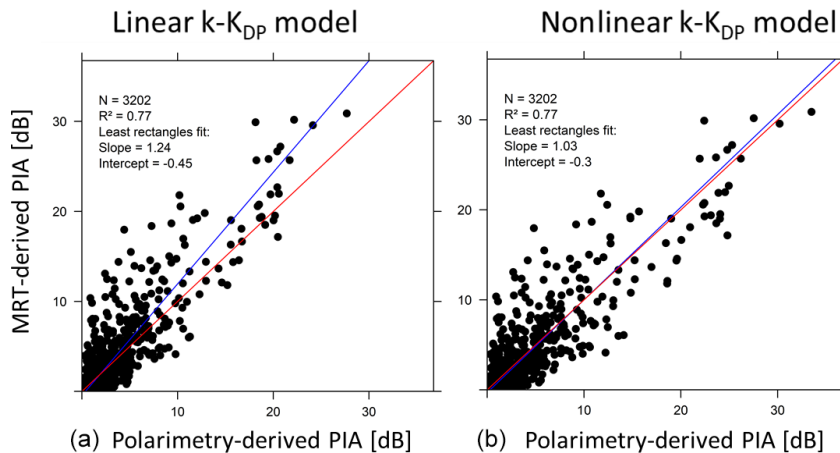 Linear k-K_DP model
Nonlinear k-K_DP model
MRT-derived PIA [dB]
N = 3202
R² = 0.77
Least rectangles fit:
Slope = 1.24
Intercept = -0.45
30
20
10
10
20
30
(a) Polarimetry-derived PIA [dB]
N = 3202
R² = 0.77
Least rectangles fit:
Slope = 1.03
Intercept = -0.3
30
20
10
10
20
30
(b) Polarimetry-derived PIA [dB]